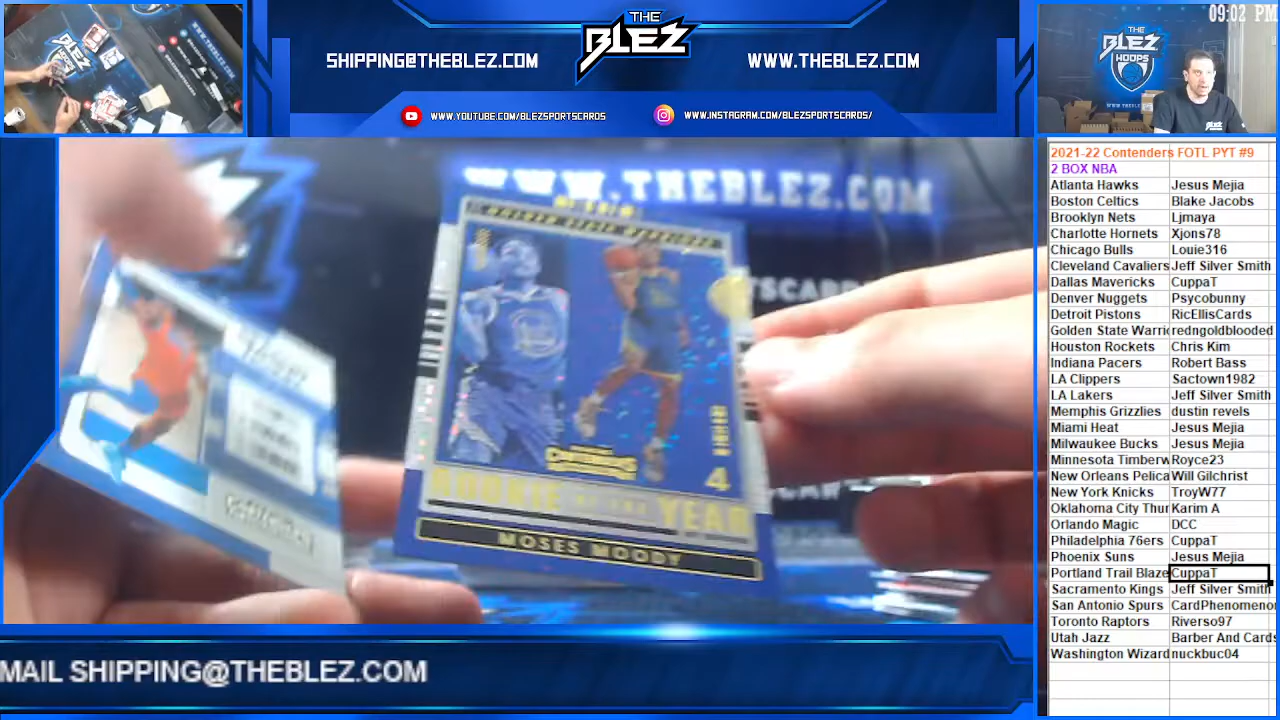 09:02 PM
THE
BLEZ
THE
BLEZ
HOOPS
SHIPPING@THEBLEZ.COM
WWW.THEBLEZ.COM
WWW.YOUTUBE.COM/BLEZSPORTSCARDS
WWW.INSTAGRAM.COM/BLEZSPORTSCARDS/
WWW.THEBLEZ.COM
GOLDEN STATE WARRIORS
4
CONTENDERS
ROOKIE OF THE YEAR
MOSES MOODY
2021-22 Contenders FOTL PYT #9
2 BOX NBA
Atlanta Hawks Jesus Mejia
Boston Celtics Blake Jacobs
Brooklyn Nets Ljmaya
Charlotte Hornets Xjons78
Chicago Bulls Louie316
Cleveland Cavaliers Jeff Silver Smith
Dallas Mavericks CuppaT
Denver Nuggets Psycobunny
Detroit Pistons RicEllisCards
Golden State Warri redngoldblooded
Houston Rockets Chris Kim
Indiana Pacers Robert Bass
LA Clippers Sactown1982
LA Lakers Jeff Silver Smith
Memphis Grizzlies dustin revels
Miami Heat Jesus Mejia
Milwaukee Bucks Jesus Mejia
Minnesota Timberw Royce23
New Orleans Pelica Will Gilchrist
New York Knicks TroyW77
Oklahoma City Thur Karim A
Orlando Magic DCC
Philadelphia 76ers CuppaT
Phoenix Suns Jesus Mejia
Portland Trail Blaze CuppaT
Sacramento Kings Jeff Silver Smith
San Antonio Spurs CardPhenomeno
Toronto Raptors Riverso97
Utah Jazz Barber And Cards
Washington Wizard nuckbuc04
MAIL SHIPPING@THEBLEZ.COM